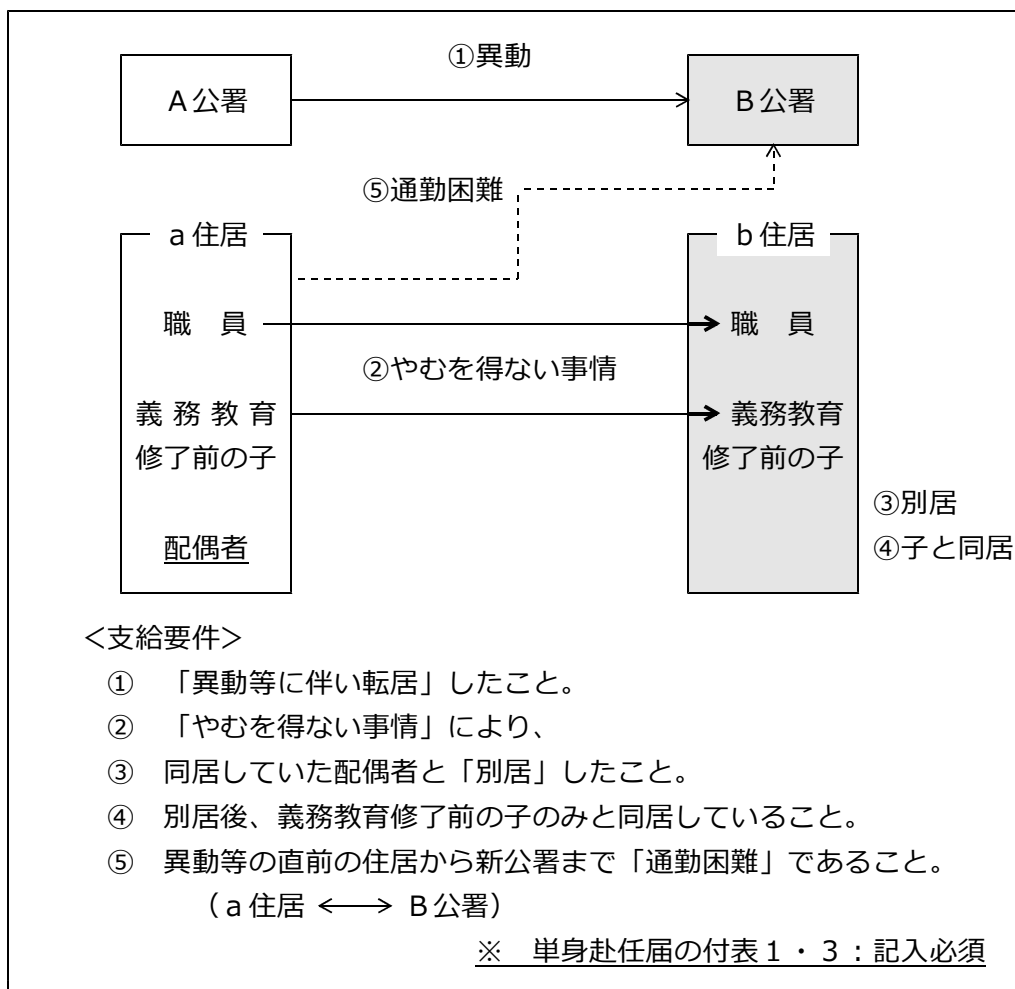 ①異動
A公署
B公署
⑤通勤困難
a住居
b住居
職　員
職　員
②やむを得ない事情
義務教育
修了前の子
義務教育
修了前の子
③別居
配偶者
④子と同居
＜支給要件＞
①　「異動等に伴い転居」したこと。
②　「やむを得ない事情」により、
③　同居していた配偶者と「別居」したこと。
④　別居後、義務教育修了前の子のみと同居していること。
⑤　異動等の直前の住居から新公署まで「通勤困難」であること。
（a住居 ⟷ B公署）
※　単身赴任届の付表１・３：記入必須